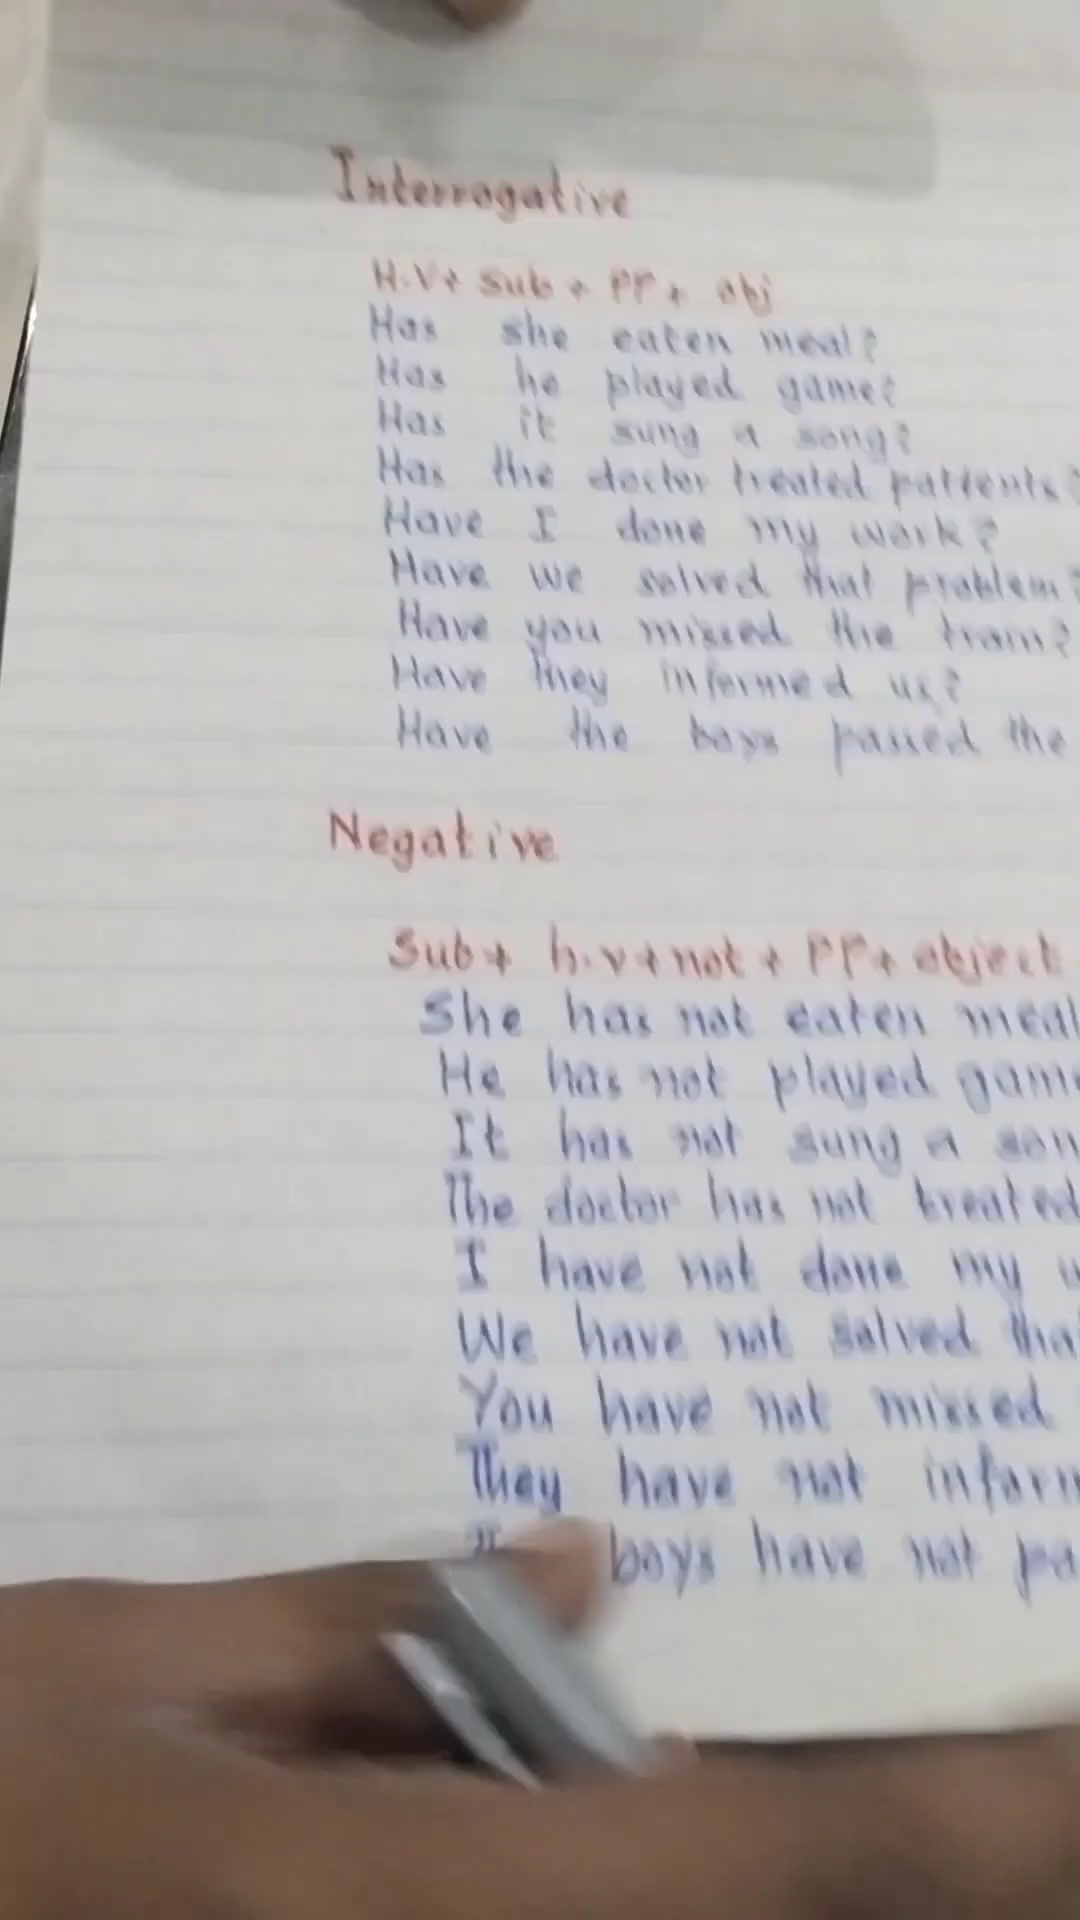 Interrogative
H.V+ Sub + PP + obj
Has she eaten meal?
Has he played game?
Has it sung a song?
Has the doctor treated patients?
Have I done my work?
Have we solved that problem?
Have you missed the train?
Have they informed us?
Have the boys passed the
Negative
Sub+ h.v+not + PP+ object
She has not eaten meal
He has not played game
It has not sung a son
The doctor has not treated
I have not done my w
We have not solved tha
You have not missed
They have not inform
boys have not pa